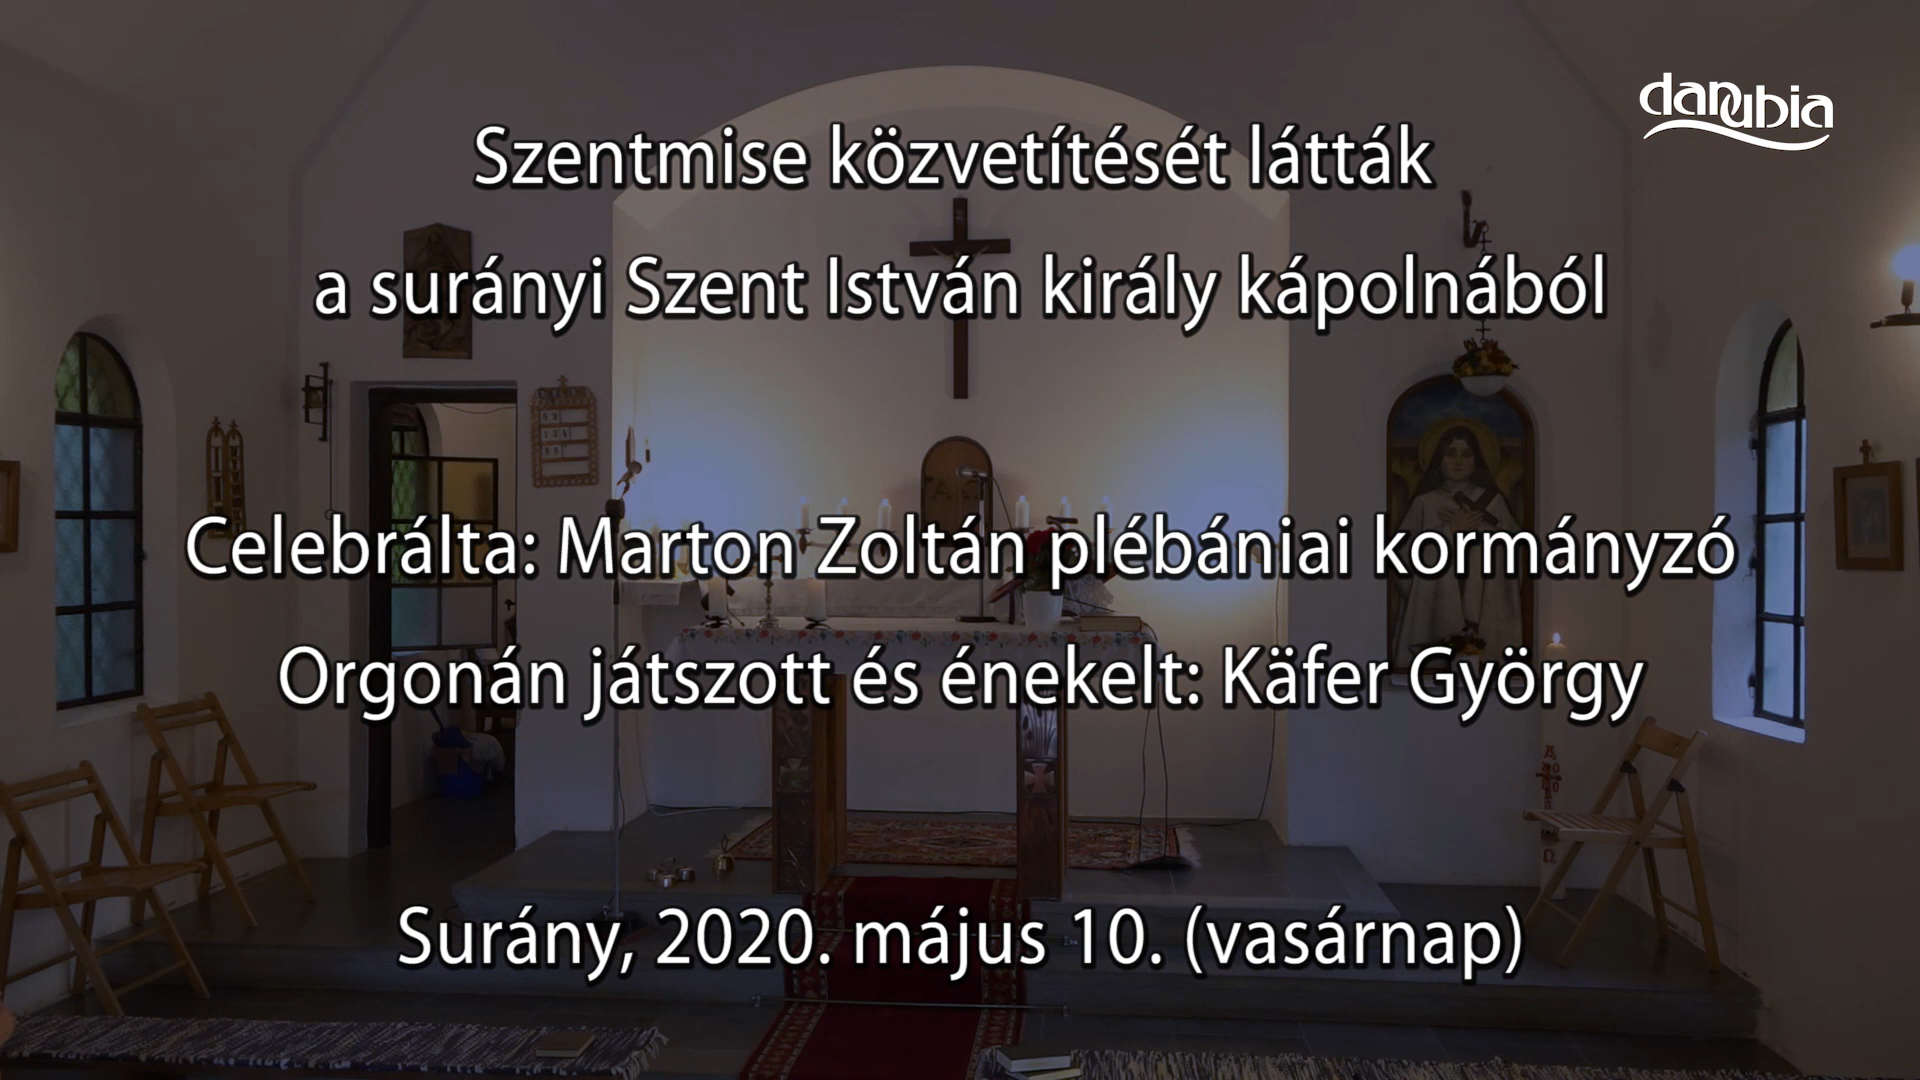 danubia
Szentmise közvetítését látták
a surányi Szent István király kápolnából
Celebrálta: Marton Zoltán plébániai kormányzó
Orgonán játszott és énekelt: Käfer György
Surány, 2020. május 10. (vasárnap)